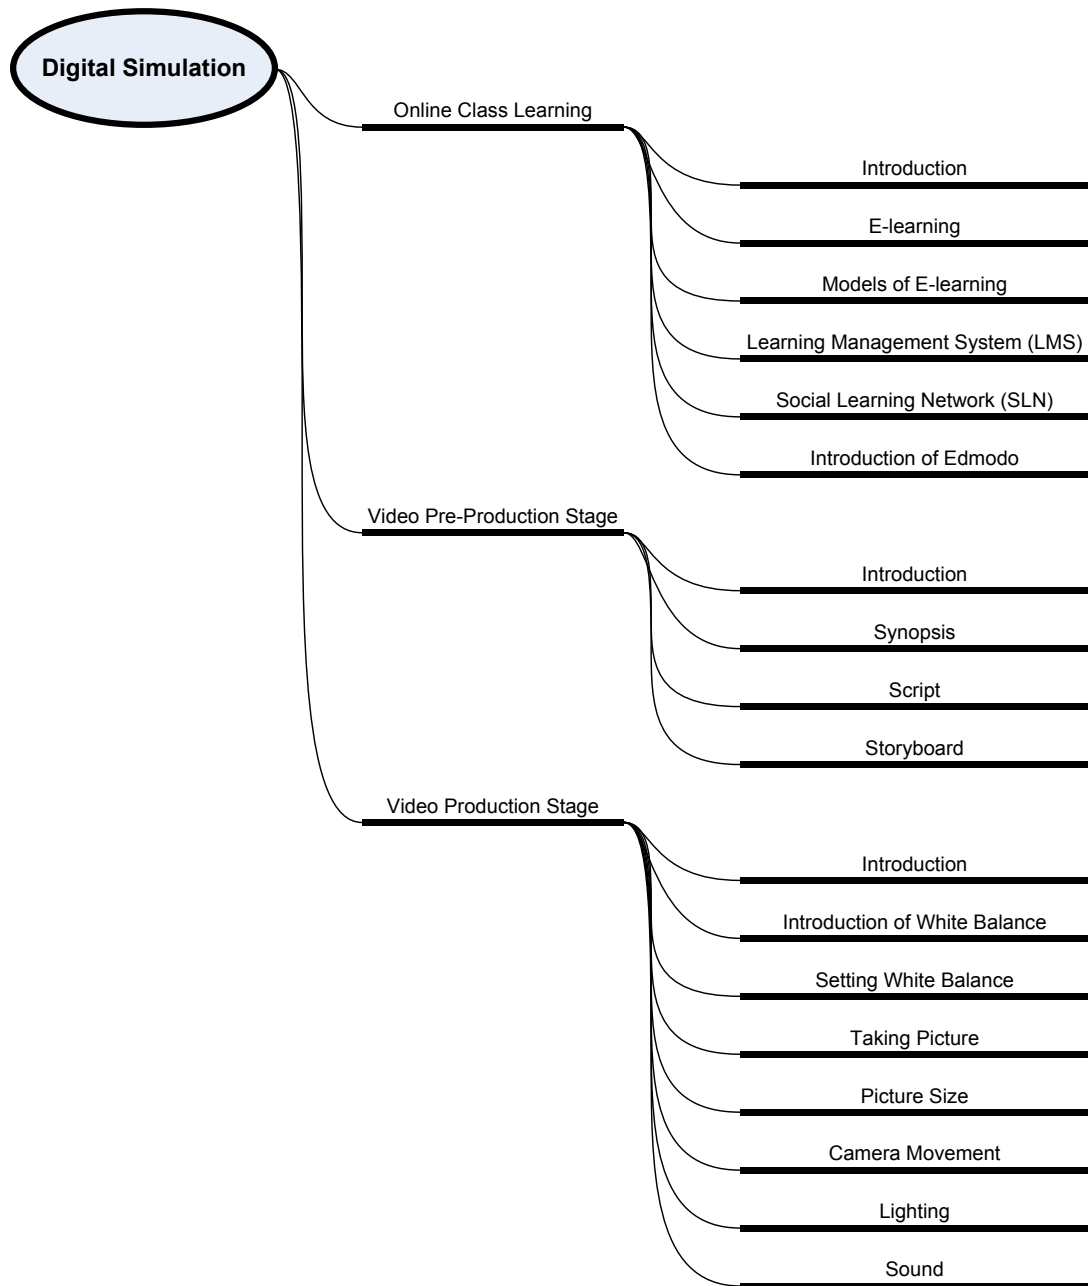 Digital Simulation
Online Class Learning
Introduction
E-learning
Models of E-learning
Learning Management System (LMS)
Social Learning Network (SLN)
Introduction of Edmodo
Video Pre-Production Stage
Introduction
Synopsis
Script
Storyboard
Video Production Stage
Introduction
Introduction of White Balance
Setting White Balance
Taking Picture
Picture Size
Camera Movement
Lighting
Sound